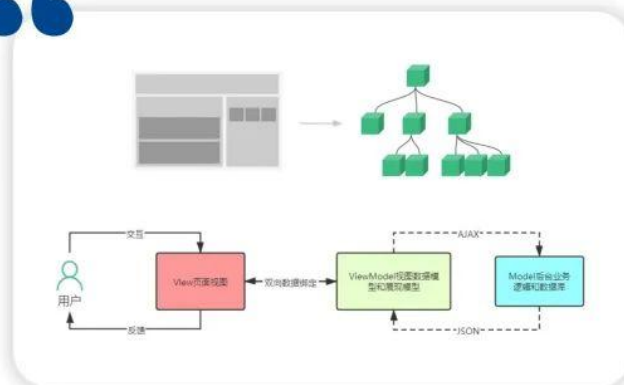 交互
AJAX
View页面视图
双向数据绑定
ViewModel视图数据模
型和展现模型
Model后台业务
逻辑和数据库
用户
反馈
JSON